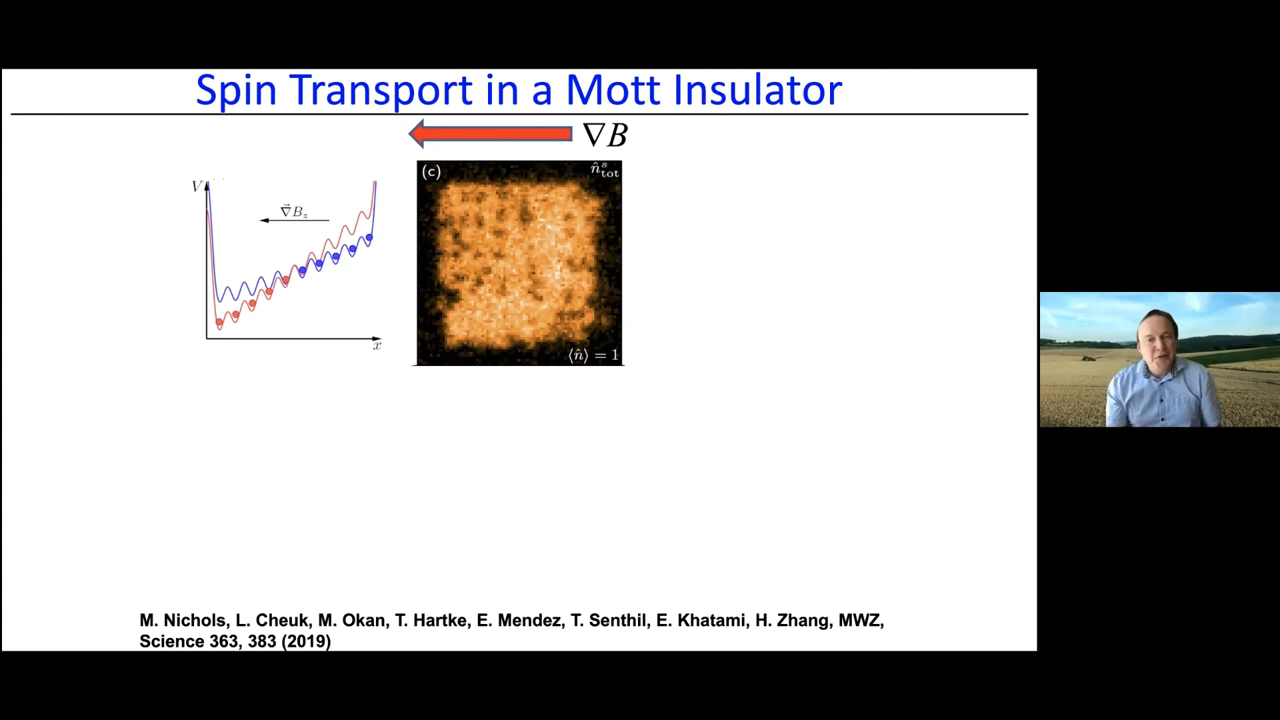 Spin Transport in a Mott Insulator
∇B
V
∇⃗B_z
x
(c)
n̂ˢ_tot
⟨n̂⟩ = 1
M. Nichols, L. Cheuk, M. Okan, T. Hartke, E. Mendez, T. Senthil, E. Khatami, H. Zhang, MWZ,
Science 363, 383 (2019)